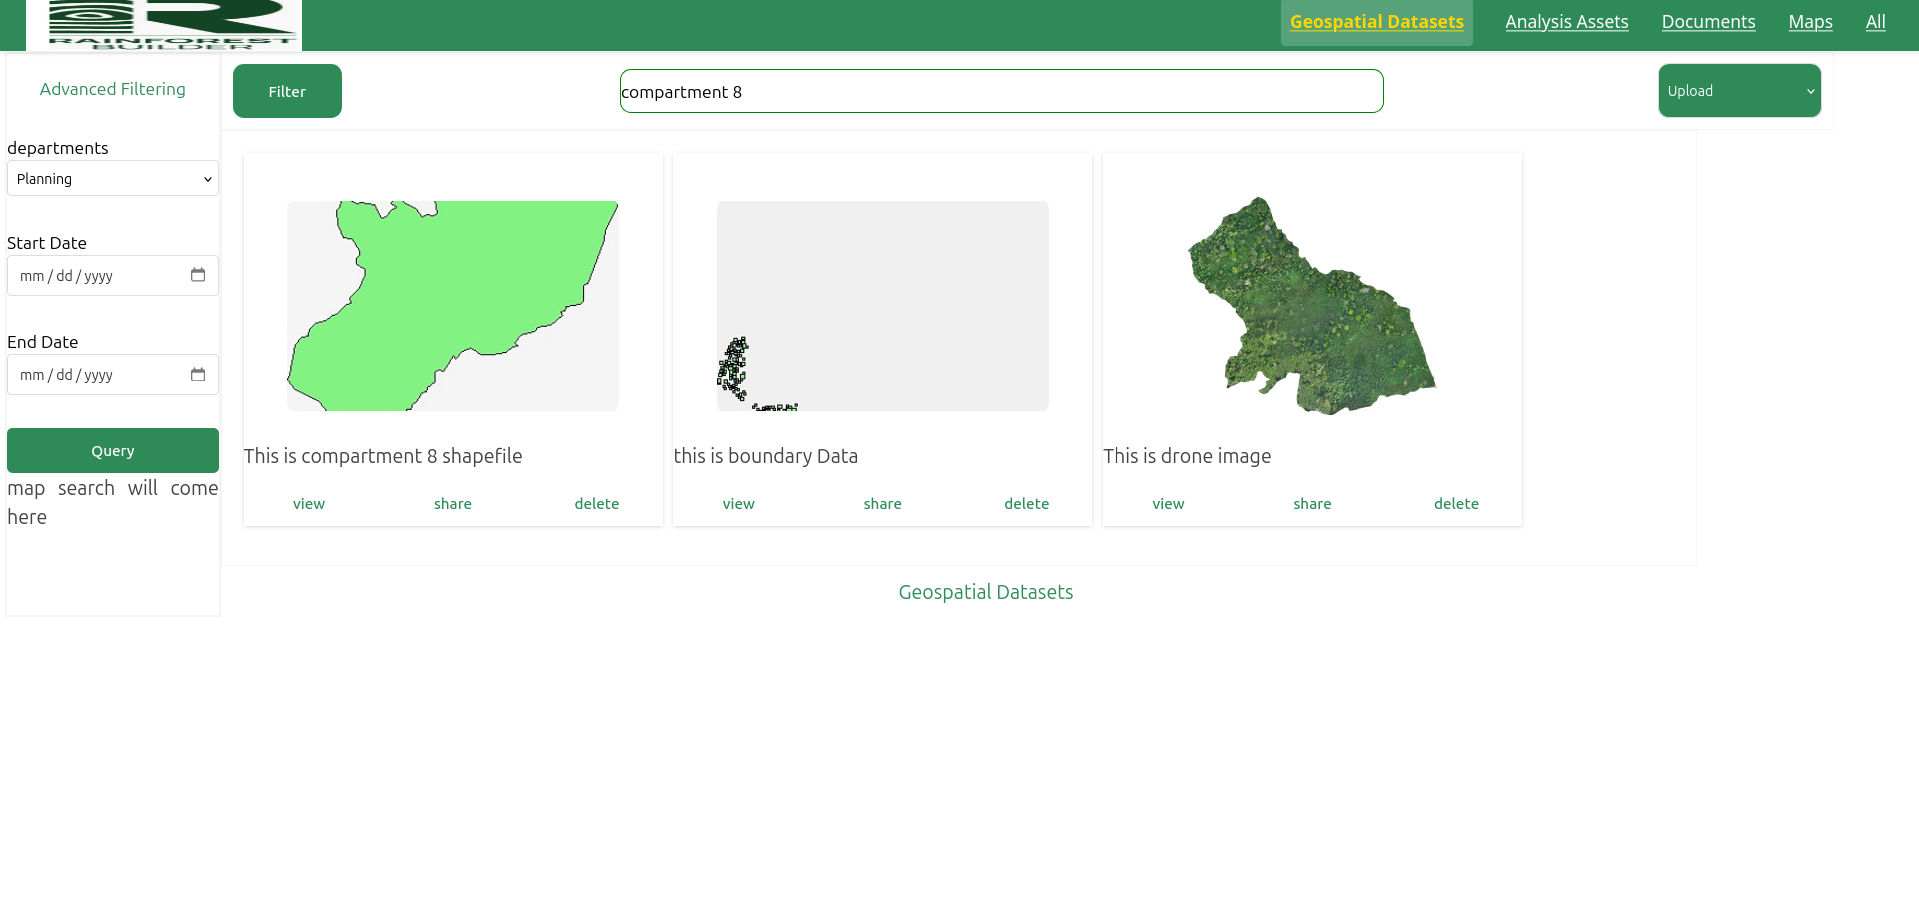 RAINFOREST
BUILDER
Geospatial Datasets
Analysis Assets
Documents
Maps
All
Advanced Filtering
departments
Planning
Start Date
mm / dd / yyyy
End Date
mm / dd / yyyy
Query
map search will come
here
Filter
compartment 8
Upload
This is compartment 8 shapefile
view share delete
this is boundary Data
view share delete
This is drone image
view share delete
Geospatial Datasets